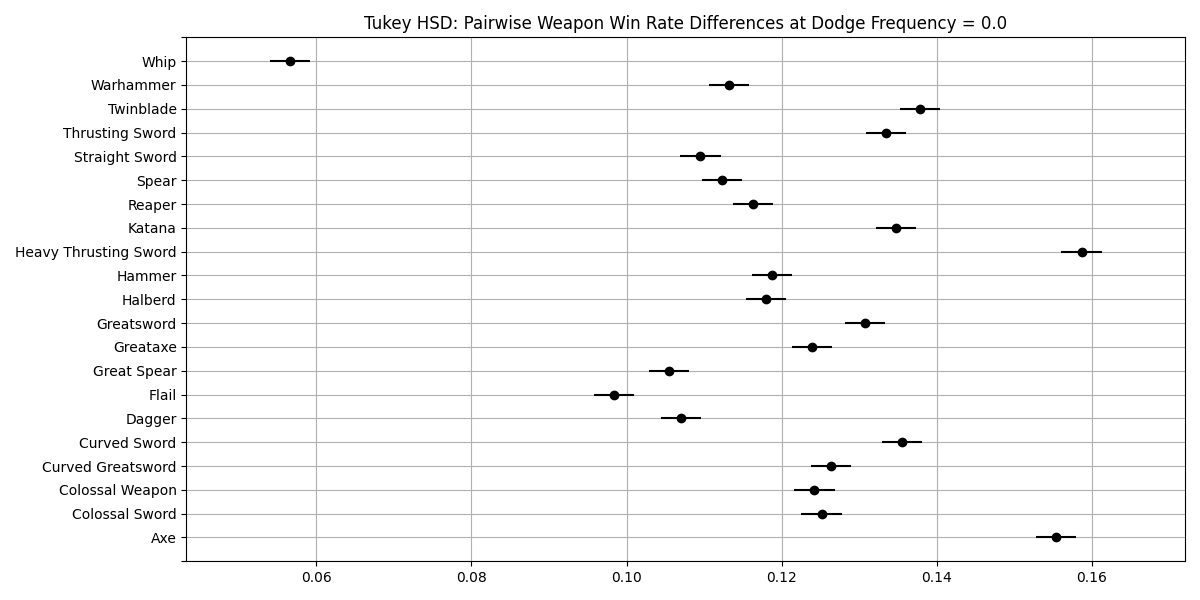 Tukey HSD: Pairwise Weapon Win Rate Differences at Dodge Frequency = 0.0
Whip
Warhammer
Twinblade
Thrusting Sword
Straight Sword
Spear
Reaper
Katana
Heavy Thrusting Sword
Hammer
Halberd
Greatsword
Greataxe
Great Spear
Flail
Dagger
Curved Sword
Curved Greatsword
Colossal Weapon
Colossal Sword
Axe
0.06 0.08 0.10 0.12 0.14 0.16